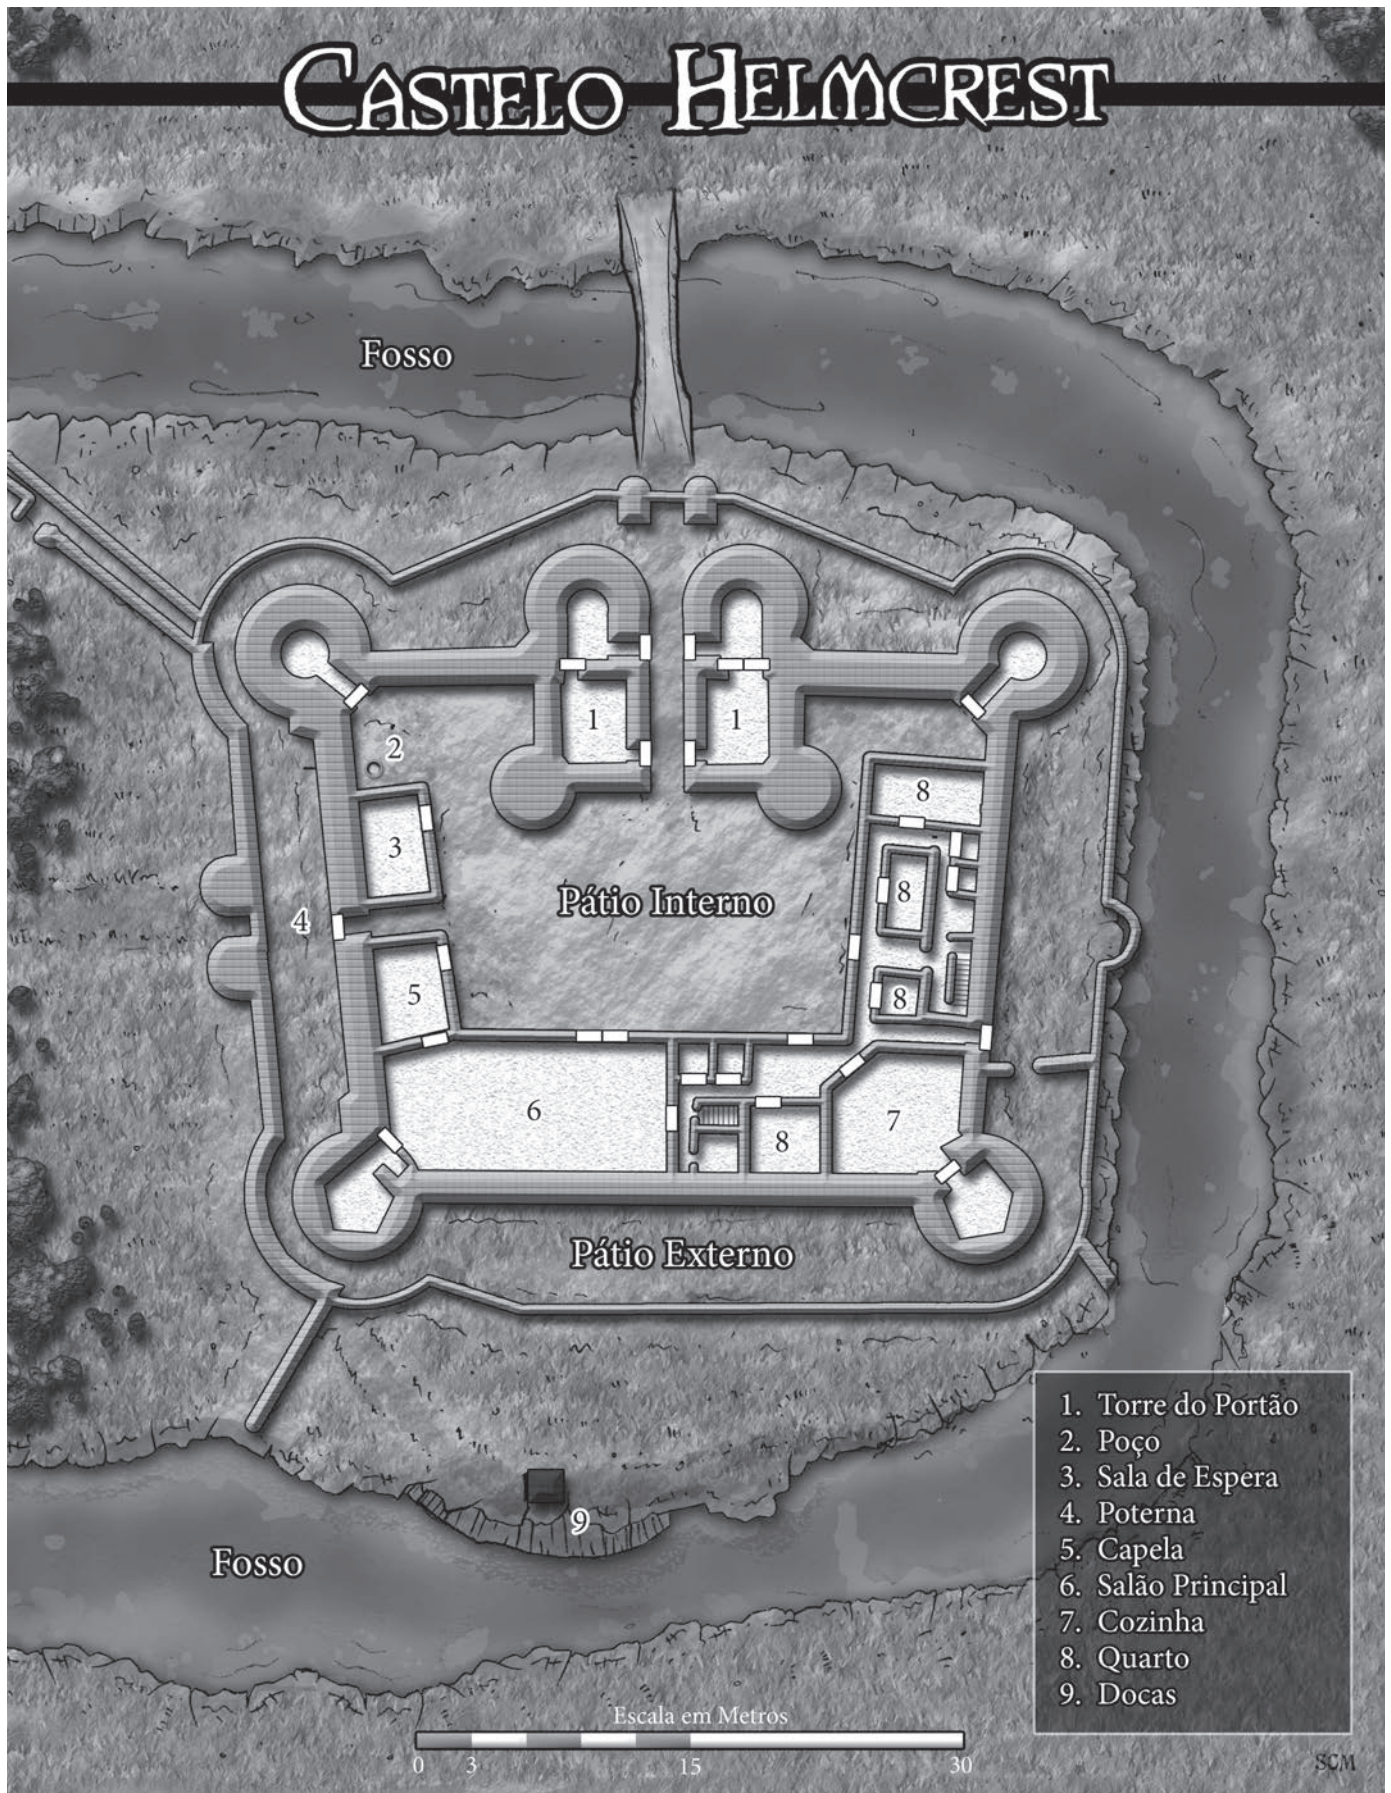 CASTELO HELMCREST
Fosso
1
1
2
8
3
8
Pátio Interno
4
5
8
6
7
8
Pátio Externo
9
Fosso
1. Torre do Portão
2. Poço
3. Sala de Espera
4. Poterna
5. Capela
6. Salão Principal
7. Cozinha
8. Quarto
9. Docas
Escala em Metros
0 3 15 30
SCM